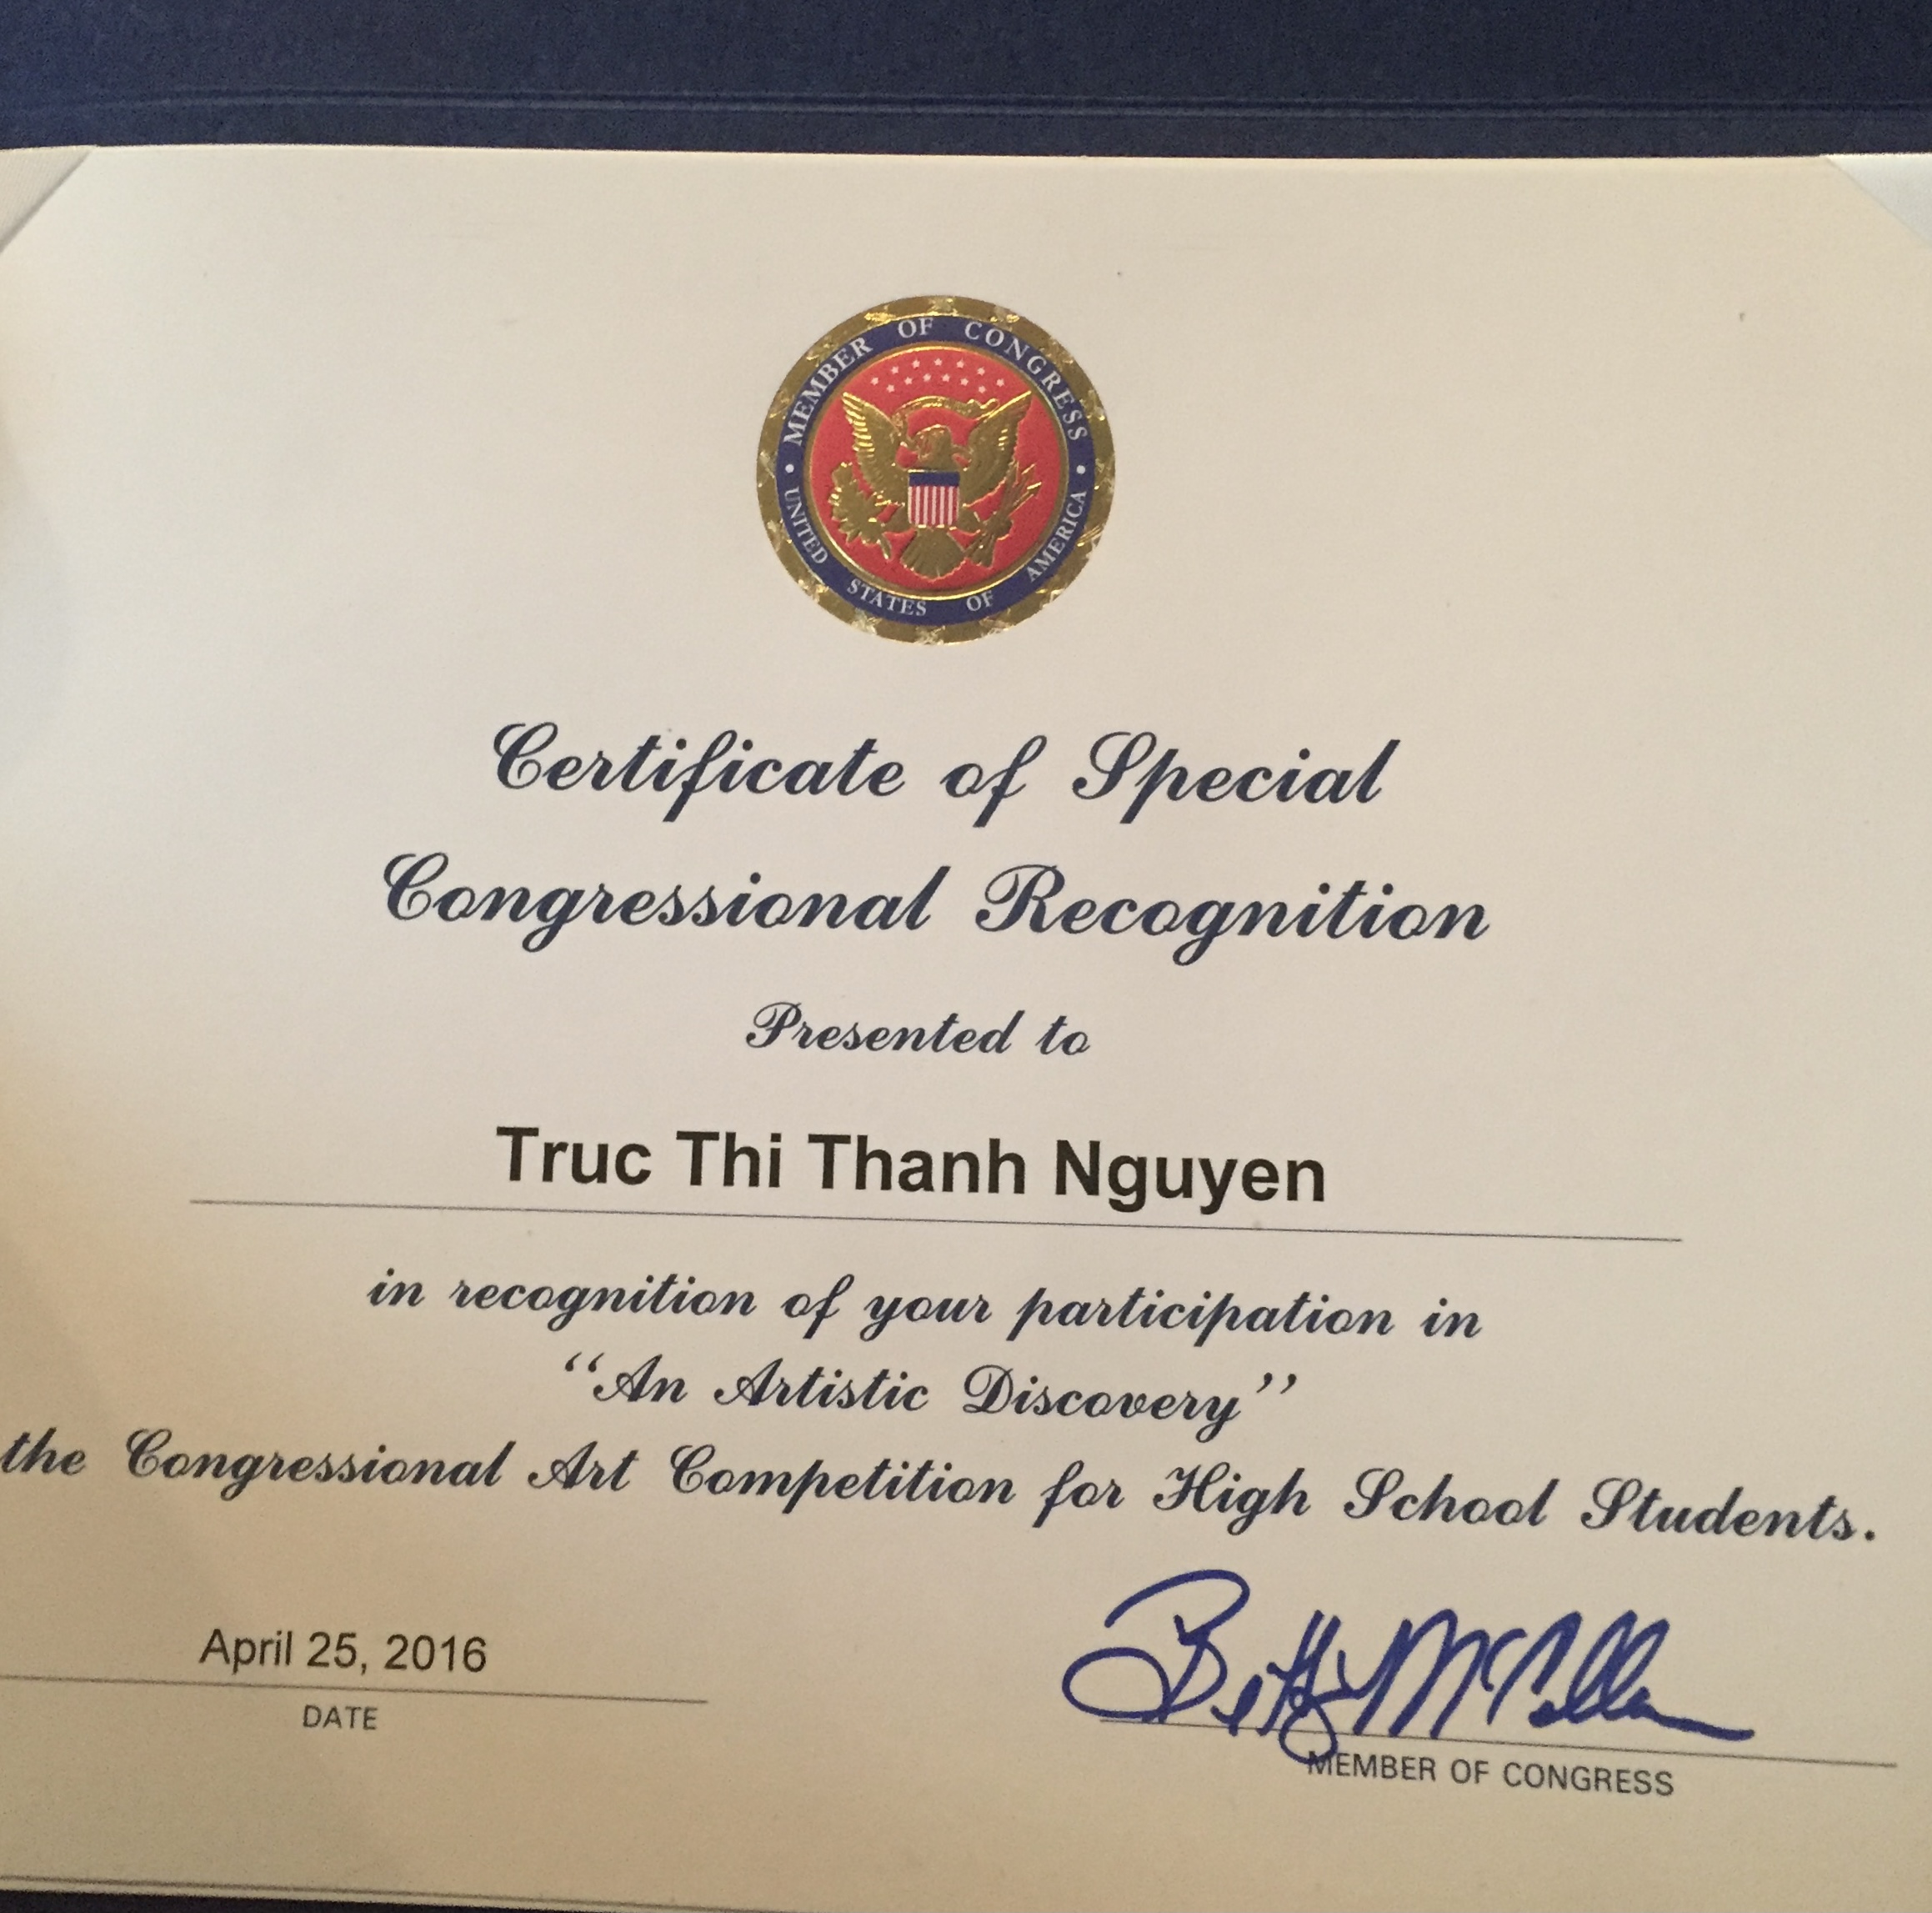 MEMBER OF CONGRESS
UNITED STATES OF AMERICA
Certificate of Special
Congressional Recognition
Presented to
Truc Thi Thanh Nguyen
in recognition of your participation in
“An Artistic Discovery”
the Congressional Art Competition for High School Students.
April 25, 2016
DATE
Betty McCollum
MEMBER OF CONGRESS